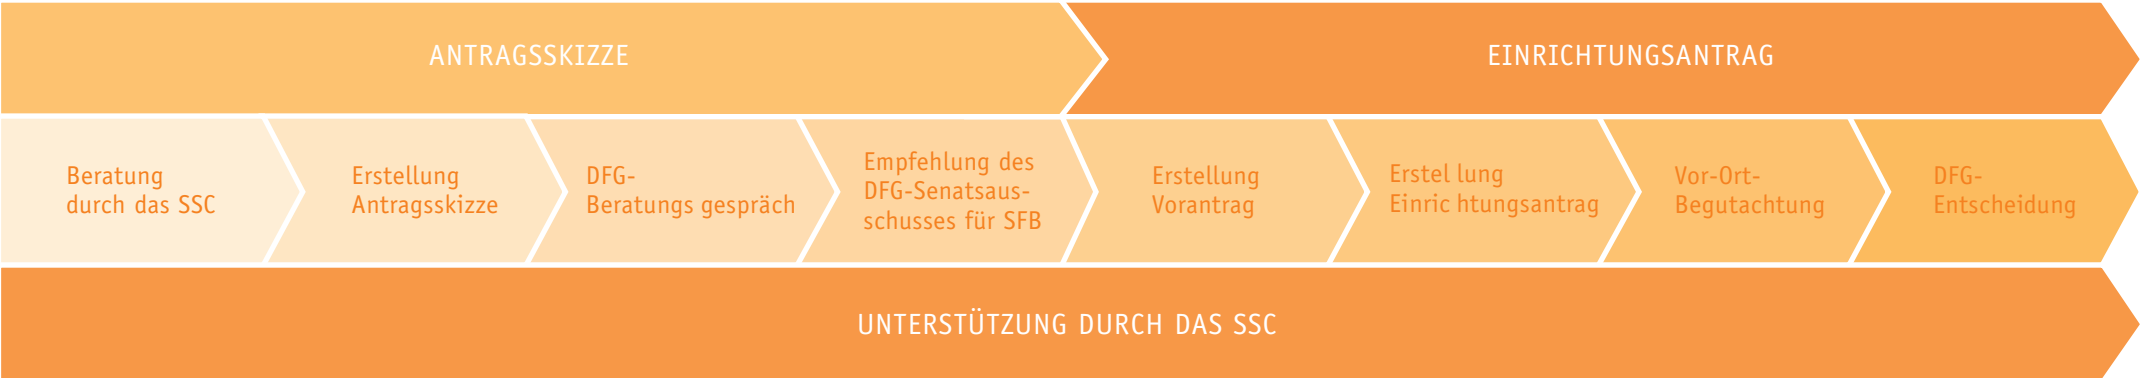 ANTRAGSSKIZZE
EINRICHTUNGSANTRAG
Beratung
durch das SSC
Erstellung
Antragsskizze
DFG-
Beratungs gespräch
Empfehlung des
DFG-Senatsaus-
schusses für SFB
Erstellung
Vorantrag
Erstel lung
Einric htungsantrag
Vor-Ort-
Begutachtung
DFG-
Entscheidung
UNTERSTÜTZUNG DURCH DAS SSC